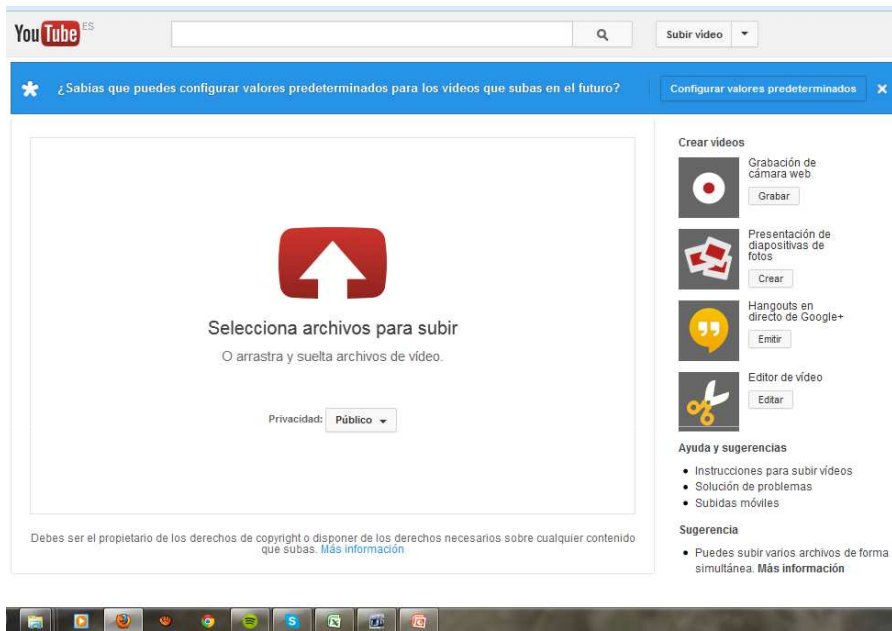 YouTube ES
Subir vídeo
¿Sabías que puedes configurar valores predeterminados para los vídeos que subas en el futuro?
Configurar valores predeterminados
Selecciona archivos para subir
O arrastra y suelta archivos de vídeo.
Privacidad: Público
Debes ser el propietario de los derechos de copyright o disponer de los derechos necesarios sobre cualquier contenido
que subas. Más información
Crear vídeos
Grabación de
cámara web
Grabar
Presentación de
diapositivas de
fotos
Crear
Hangouts en
directo de Google+
Emitir
Editor de vídeo
Editar
Ayuda y sugerencias
Instrucciones para subir vídeos
Solución de problemas
Subidas móviles
Sugerencia
Puedes subir varios archivos de forma
simultánea. Más información